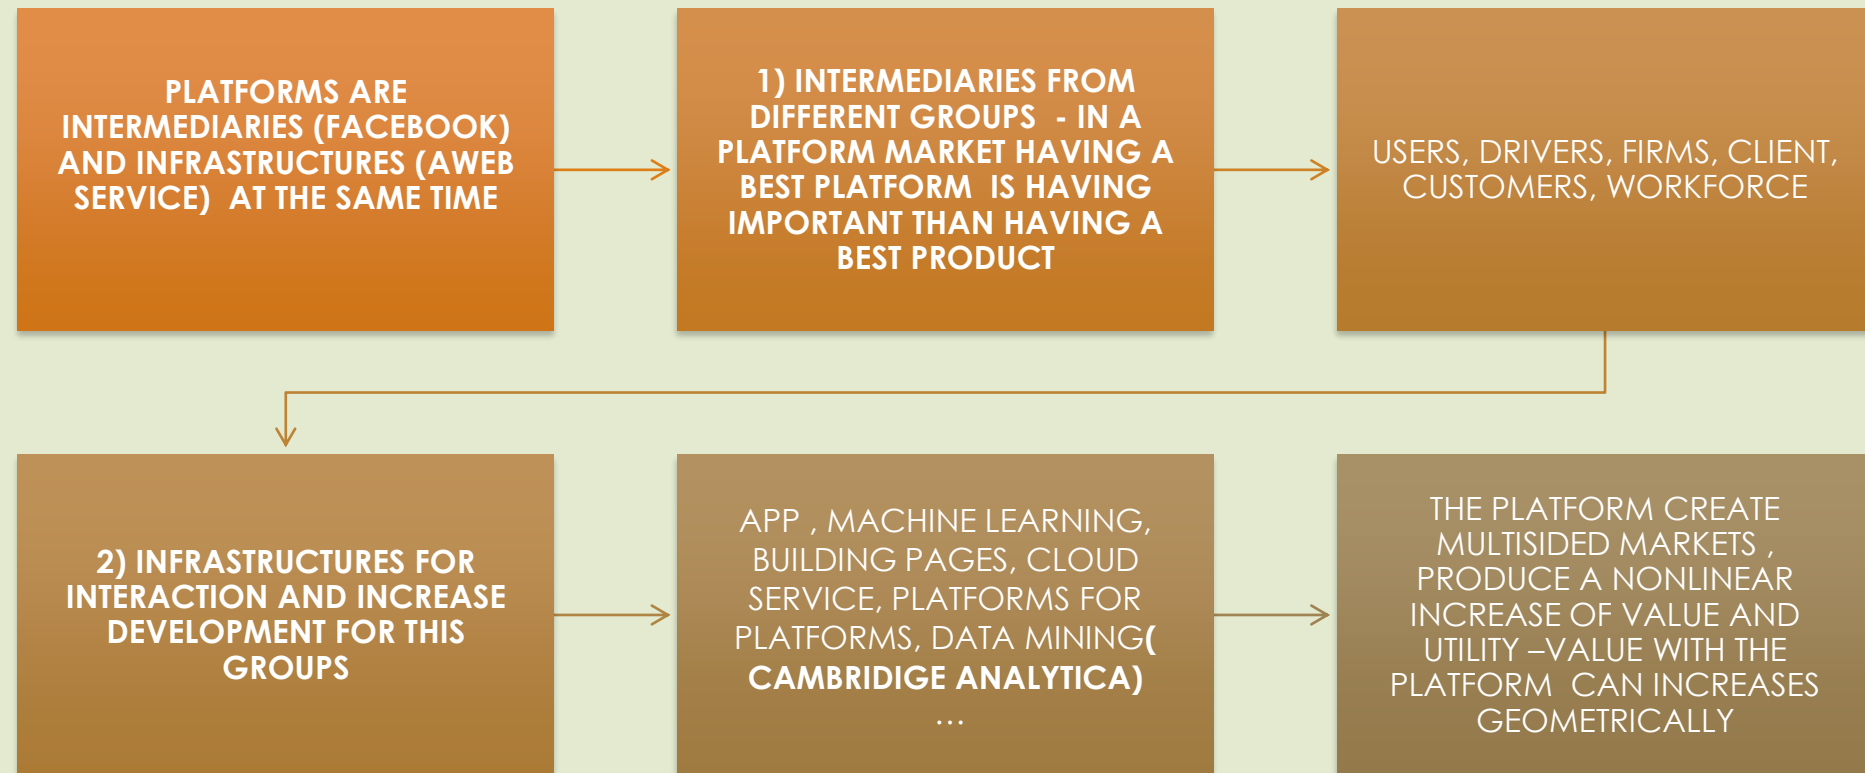 PLATFORMS ARE
INTERMEDIARIES (FACEBOOK)
AND INFRASTRUCTURES (AWEB
SERVICE) AT THE SAME TIME
1) INTERMEDIARIES FROM
DIFFERENT GROUPS - IN A
PLATFORM MARKET HAVING A
BEST PLATFORM IS HAVING
IMPORTANT THAN HAVING A
BEST PRODUCT
USERS, DRIVERS, FIRMS, CLIENT,
CUSTOMERS, WORKFORCE
2) INFRASTRUCTURES FOR
INTERACTION AND INCREASE
DEVELOPMENT FOR THIS
GROUPS
APP , MACHINE LEARNING,
BUILDING PAGES, CLOUD
SERVICE, PLATFORMS FOR
PLATFORMS, DATA MINING(
CAMBRIDIGE ANALYTICA)
…
THE PLATFORM CREATE
MULTISIDED MARKETS ,
PRODUCE A NONLINEAR
INCREASE OF VALUE AND
UTILITY –VALUE WITH THE
PLATFORM CAN INCREASES
GEOMETRICALLY